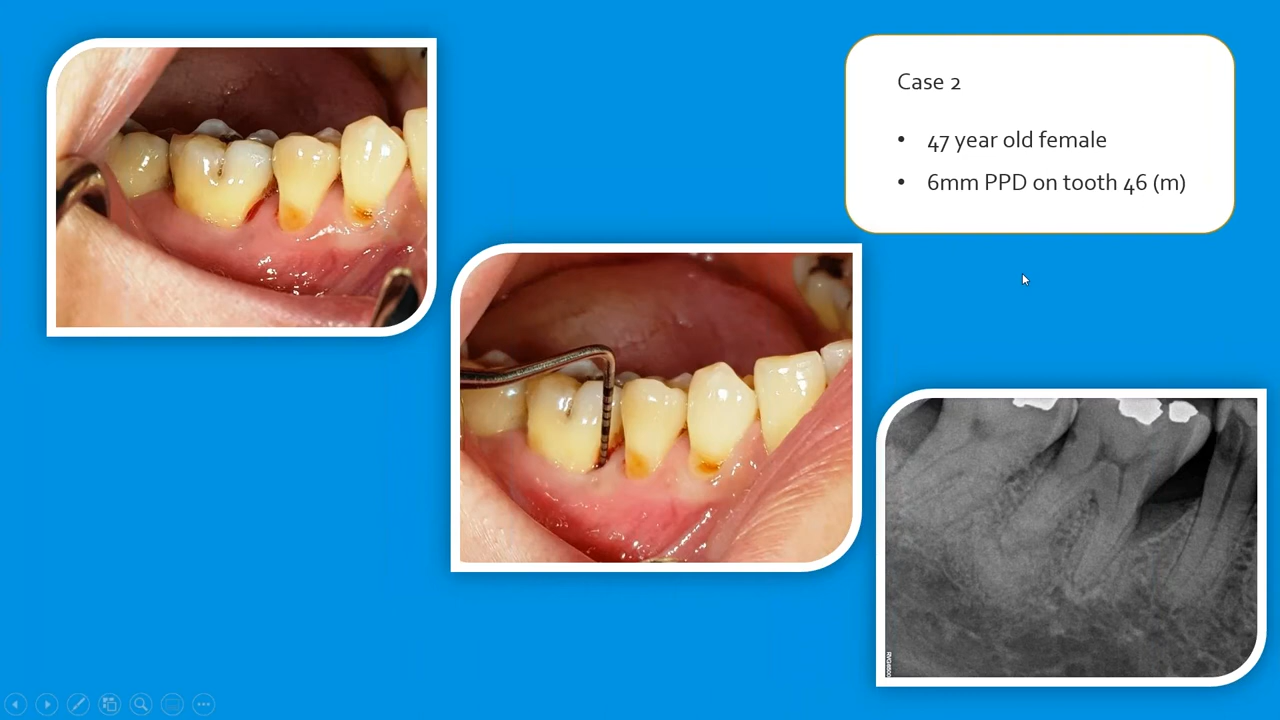 Case 2
• 47 year old female
• 6mm PPD on tooth 46 (m)